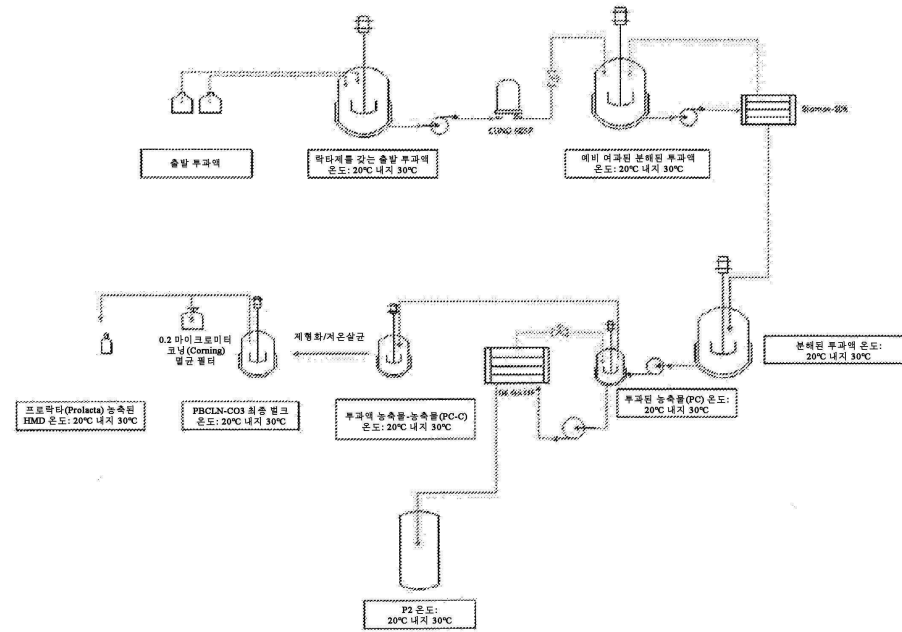 출발 투과액
락타제를 갖는 출발 투과액
온도: 20℃ 내지 30℃
예비 여과된 분해된 투과액
온도: 20℃ 내지 30℃
분해된 투과액 온도:
20℃ 내지 30℃
투과된 농축물(PC) 온도:
20℃ 내지 30℃
제형화/저온살균
투과액 농축물-농축물(PC-C)
온도: 20℃ 내지 30℃
PBCLN-CO3 최종 벌크
온도: 20℃ 내지 30℃
0.2 마이크로미터
코닝(Corning)
멸균 필터
프로락타(Prolacta) 농축된
HMD 온도: 20℃ 내지 30℃
P2 온도:
20℃ 내지 30℃